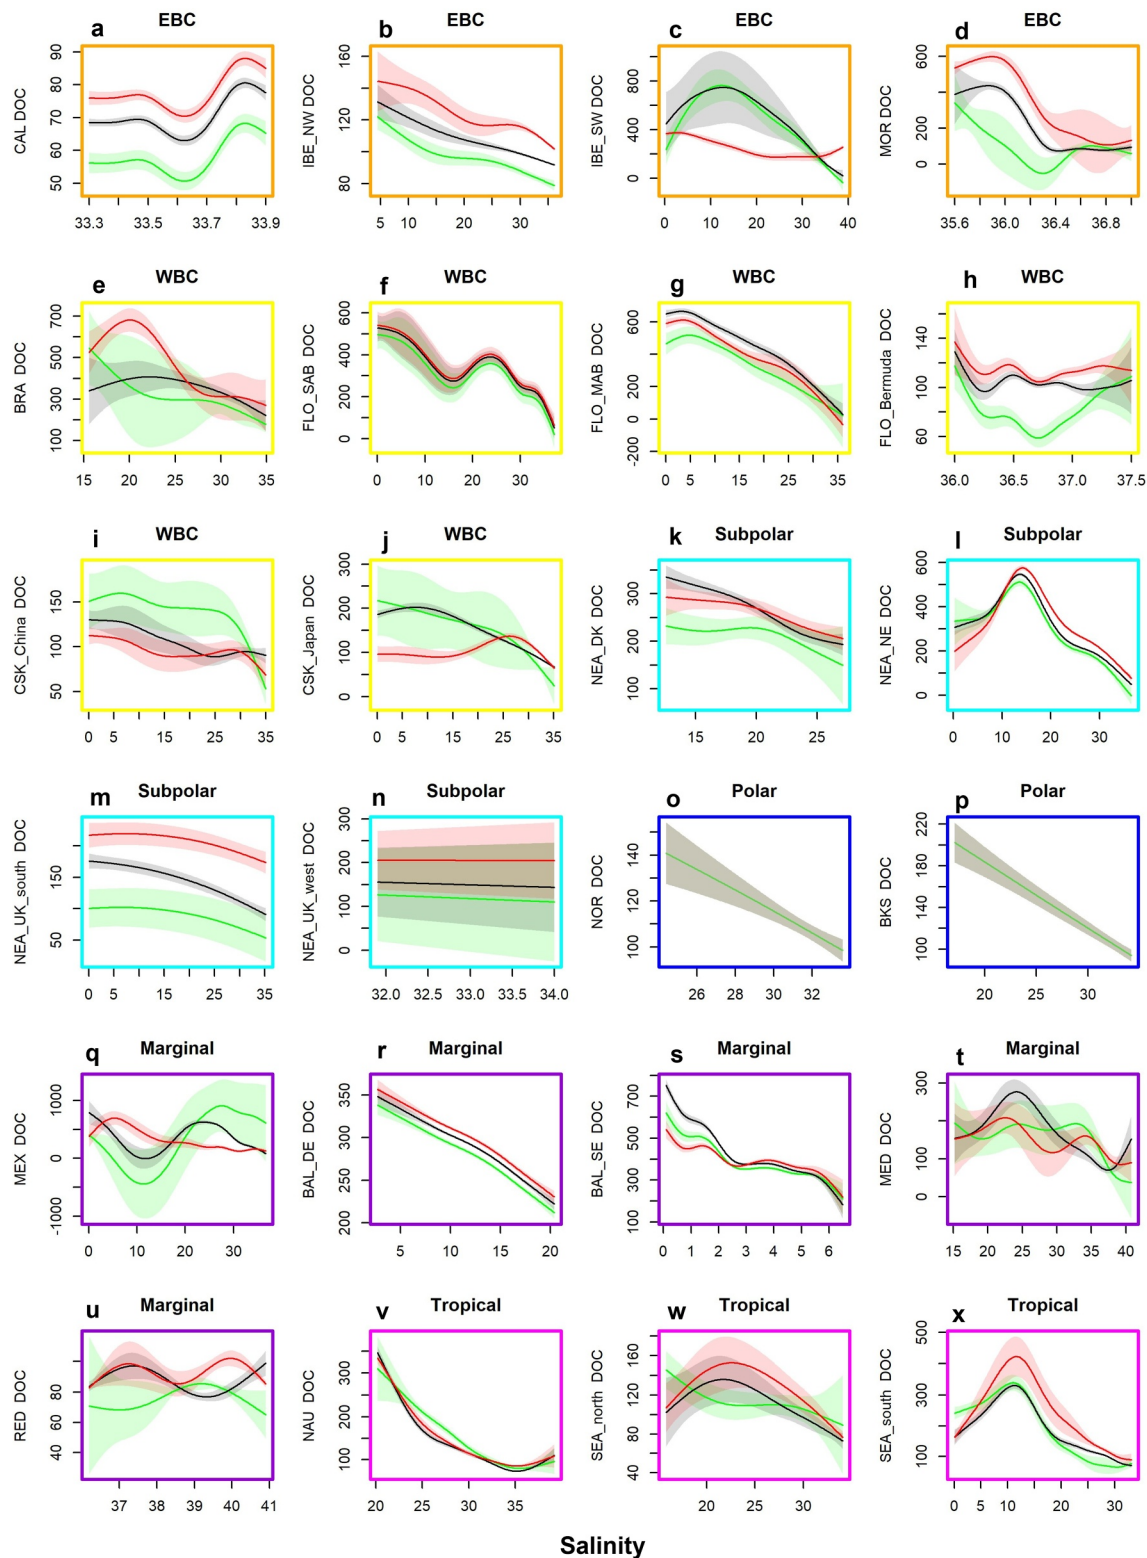 a EBC
b EBC
c EBC
d EBC
CAL DOC
50 60 70 80 90
33.3 33.5 33.7 33.9
IBE_NW DOC
80 120 160
5 10 20 30
IBE_SW DOC
0 400 800
0 10 20 30 40
MOR DOC
0 200 600
35.6 36.0 36.4 36.8
e WBC
f WBC
g WBC
h WBC
BRA DOC
100 300 500 700
15 20 25 30 35
FLO_SAB DOC
0 200 400 600
0 5 10 20 30
FLO_MAB DOC
-200 0 200 600
0 5 15 25 35
FLO_Bermuda DOC
60 100 140
36.0 36.5 37.0 37.5
i WBC
j WBC
k Subpolar
l Subpolar
CSK_China DOC
50 100 150
0 5 15 25 35
CSK_Japan DOC
0 100 200 300
0 5 15 25 35
NEA_DK DOC
100 200 300
15 20 25
NEA_NE DOC
0 200 400 600
0 10 20 30
m Subpolar
n Subpolar
o Polar
p Polar
NEA_UK_south DOC
50 150
0 5 15 25 35
NEA_UK_west DOC
0 100 200 300
32.0 32.5 33.0 33.5 34.0
NOR DOC
100 120 140
26 28 30 32
BKS DOC
100 140 180 220
20 25 30
q Marginal
r Marginal
s Marginal
t Marginal
MEX DOC
-1000 0 1000
0 10 20 30
BAL_DE DOC
200 250 300 350
5 10 15 20
BAL_SE DOC
100 300 500 700
0 1 2 3 4 5 6
MED DOC
0 100 200 300
15 20 25 30 40
u Marginal
v Tropical
w Tropical
x Tropical
RED DOC
40 60 80
37 38 39 40 41
NAU DOC
100 200 300
20 25 30 35
SEA_north DOC
40 80 120 160
20 25 30
SEA_south DOC
100 300 500
0 5 10 15 20 30
Salinity